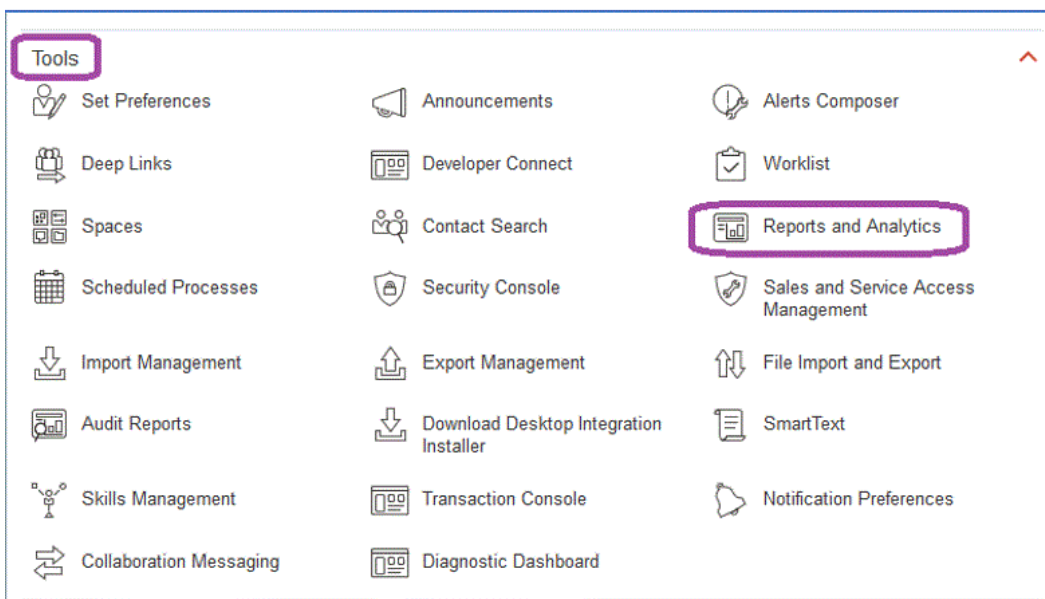 Tools
Set Preferences
Announcements
Alerts Composer
Deep Links
Developer Connect
Worklist
Spaces
Contact Search
Reports and Analytics
Scheduled Processes
Security Console
Sales and Service Access
Management
Import Management
Export Management
File Import and Export
Audit Reports
Download Desktop Integration
Installer
SmartText
Skills Management
Transaction Console
Notification Preferences
Collaboration Messaging
Diagnostic Dashboard